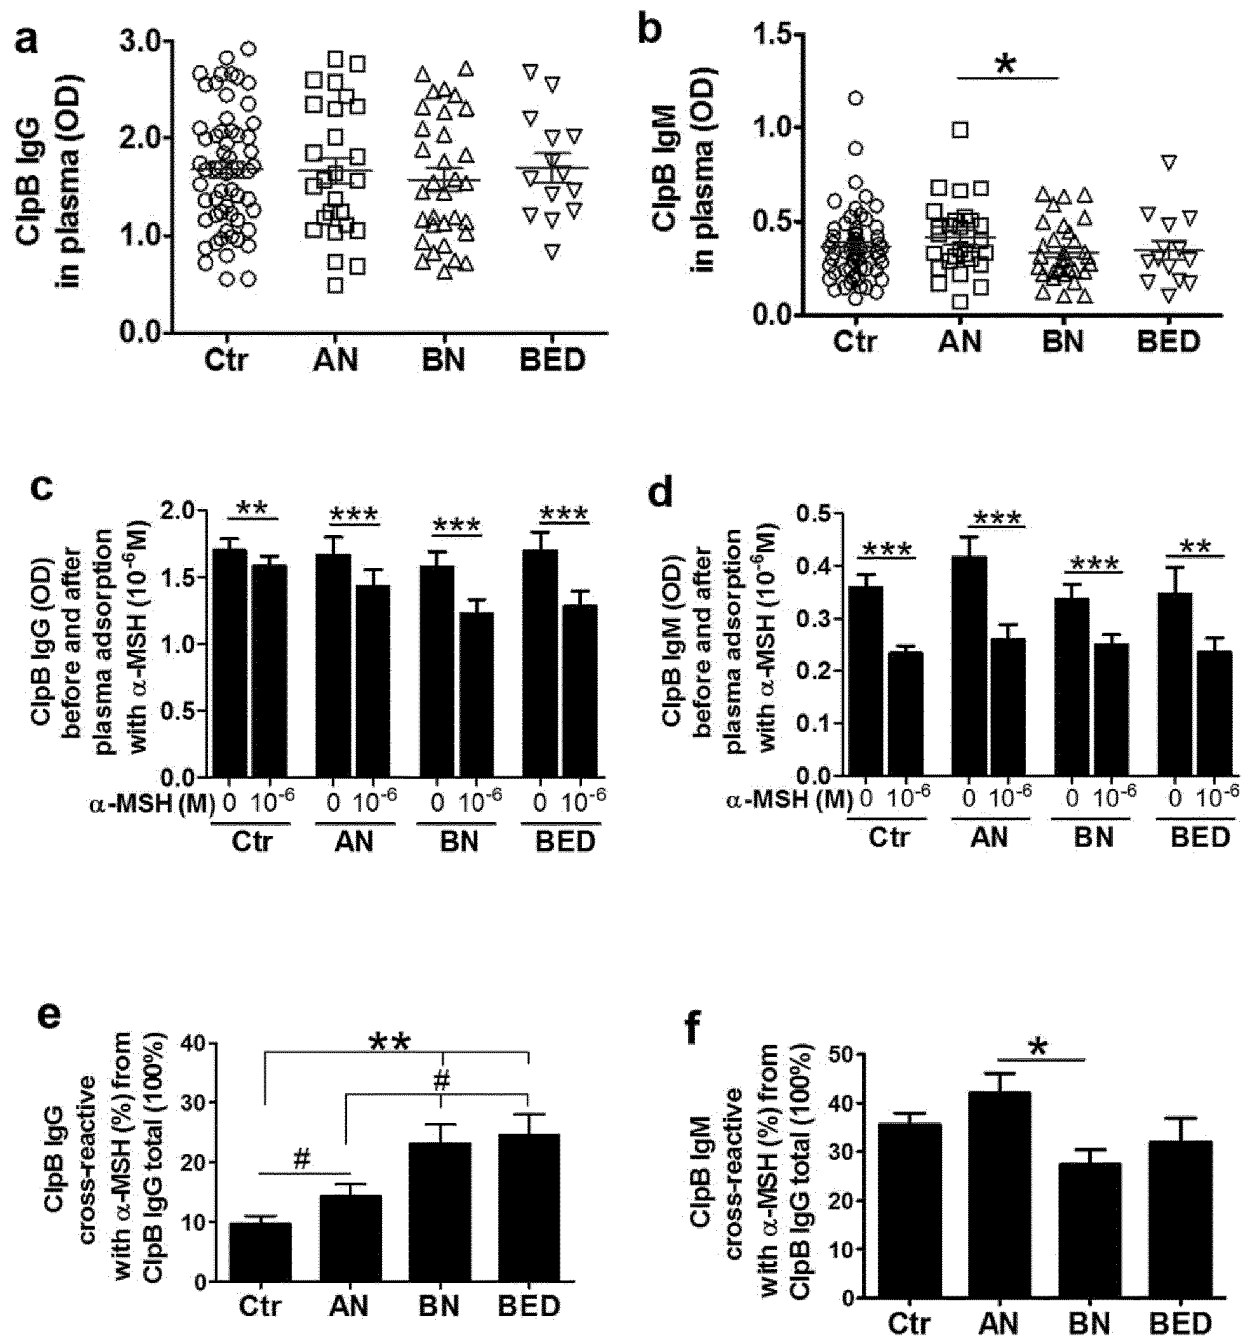 a
ClpB IgG
in plasma (OD)
3.0
2.0
1.0
0.0
Ctr AN BN BED
b
ClpB IgM
in plasma (OD)
1.5
1.0
0.5
0.0
*
Ctr AN BN BED
c
ClpB IgG (OD)
before and after
plasma adsorption
with α-MSH (10⁻⁶M)
2.0
1.5
1.0
0.5
0.0
** *** *** ***
α-MSH (M) 0 10⁻⁶ 0 10⁻⁶ 0 10⁻⁶ 0 10⁻⁶
Ctr AN BN BED
d
ClpB IgM (OD)
before and after
plasma adsorption
with α-MSH (10⁻⁶M)
0.5
0.4
0.3
0.2
0.1
0.0
*** *** *** **
α-MSH (M) 0 10⁻⁶ 0 10⁻⁶ 0 10⁻⁶ 0 10⁻⁶
Ctr AN BN BED
e
ClpB IgG
cross-reactive
with α-MSH (%) from
ClpB IgG total (100%)
40
30
20
10
0
**
#
#
Ctr AN BN BED
f
ClpB IgM
cross-reactive
with α-MSH (%) from
ClpB IgG total (100%)
50
40
30
20
10
0
*
Ctr AN BN BED